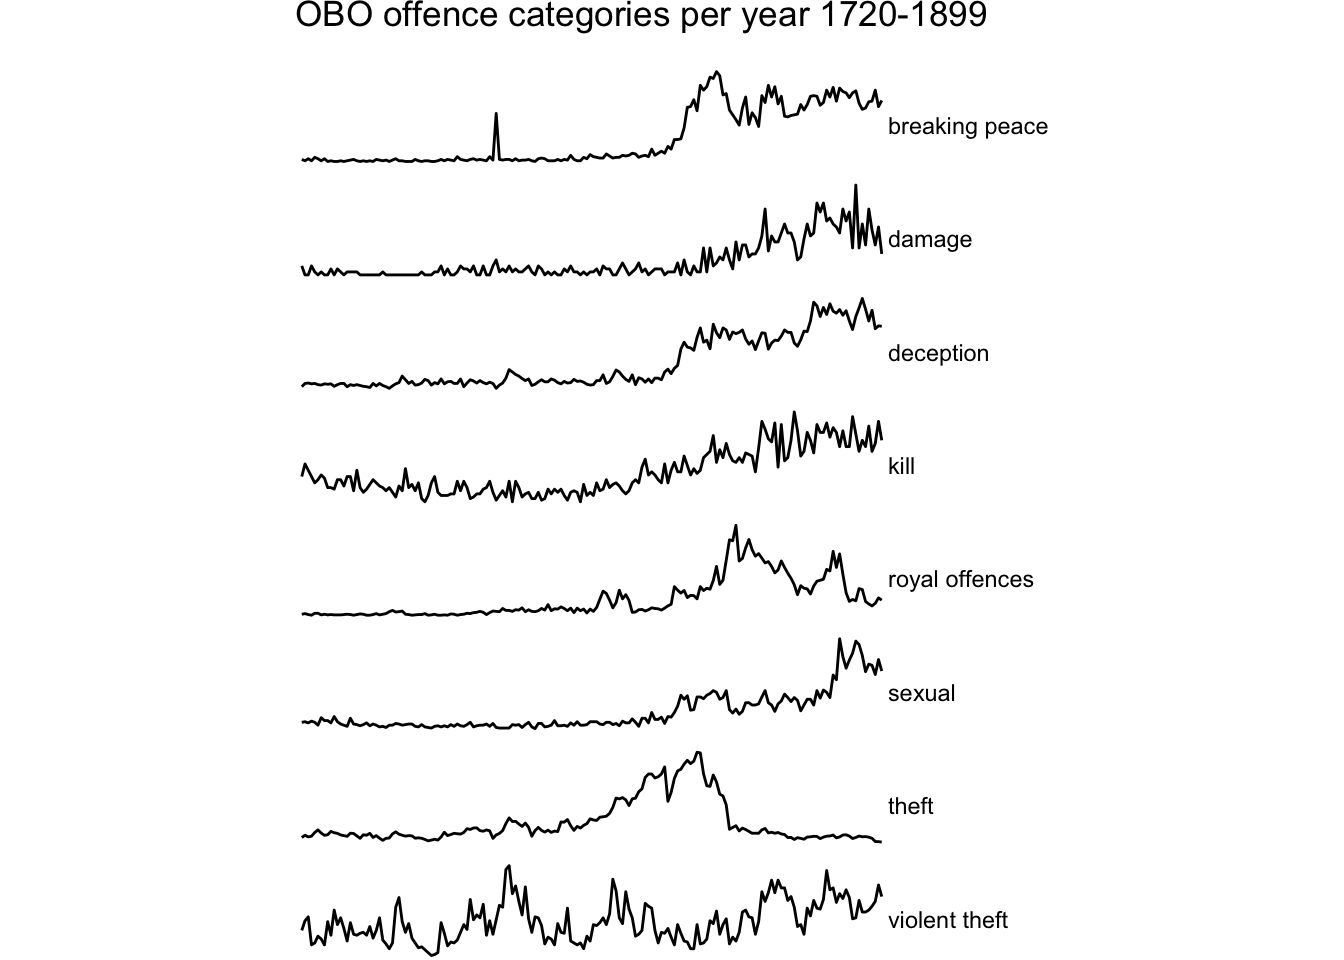 OBO offence categories per year 1720-1899
breaking peace
damage
deception
kill
royal offences
sexual
theft
violent theft